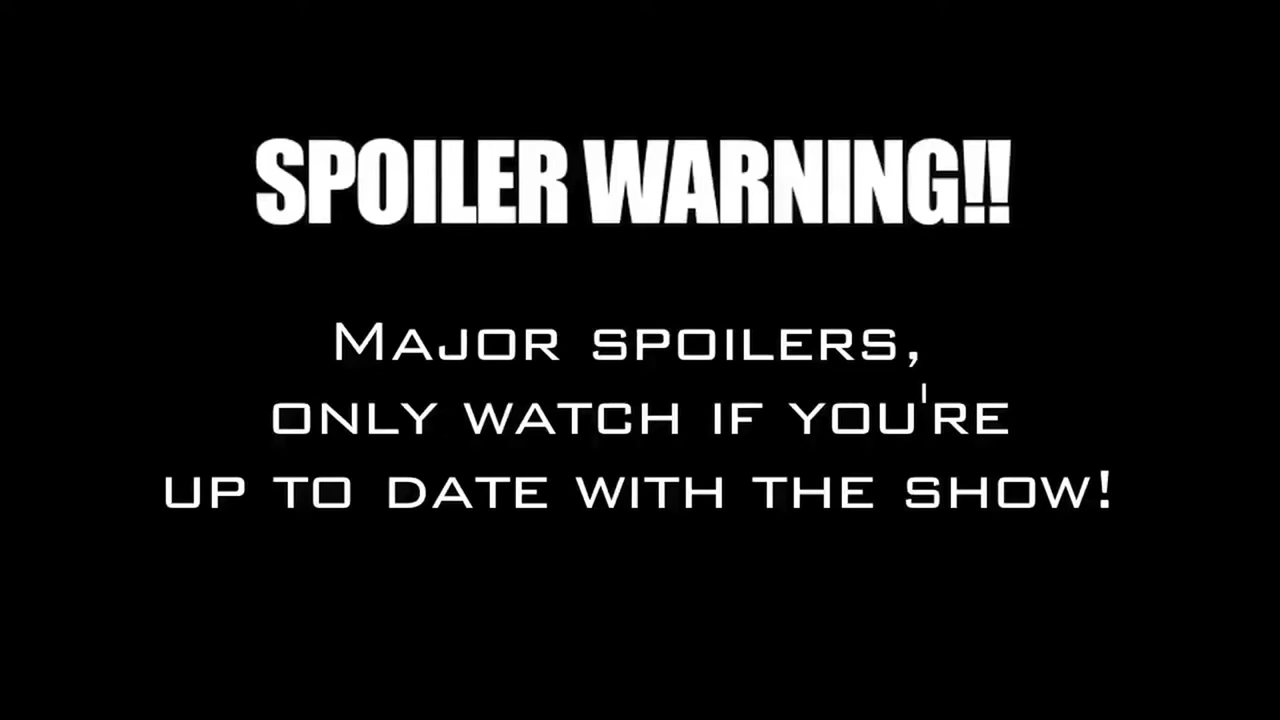 SPOILER WARNING!!
MAJOR SPOILERS,
ONLY WATCH IF YOU'RE
UP TO DATE WITH THE SHOW!